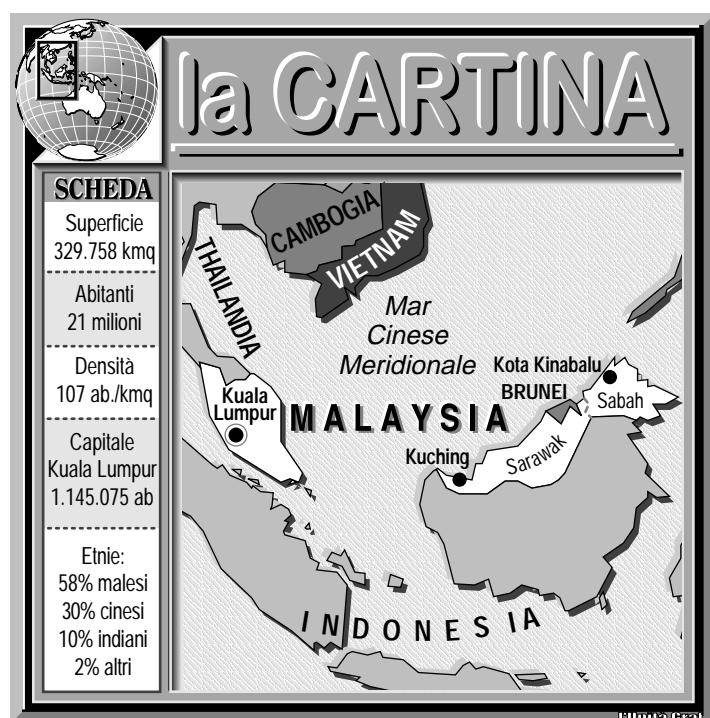 la CARTINA
SCHEDA
Superficie
329.758 kmq
Abitanti
21 milioni
Densità
107 ab./kmq
Capitale
Kuala Lumpur
1.145.075 ab
Etnie:
58% malesi
30% cinesi
10% indiani
2% altri
CAMBOGIA
VIETNAM
THAILANDIA
Mar
Cinese
Meridionale
Kota Kinabalu
BRUNEI
Sabah
Kuala
Lumpur
MALAYSIA
Kuching
Sarawak
INDONESIA